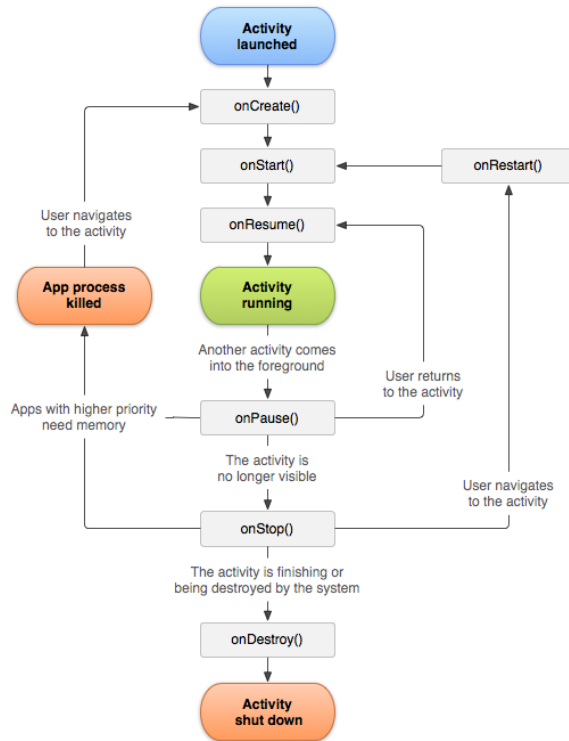 Activity
launched
onCreate()
onStart()
onRestart()
User navigates
to the activity
onResume()
App process
killed
Activity
running
Another activity comes
into the foreground
User returns
to the activity
Apps with higher priority
need memory
onPause()
The activity is
no longer visible
User navigates
to the activity
onStop()
The activity is finishing or
being destroyed by the system
onDestroy()
Activity
shut down